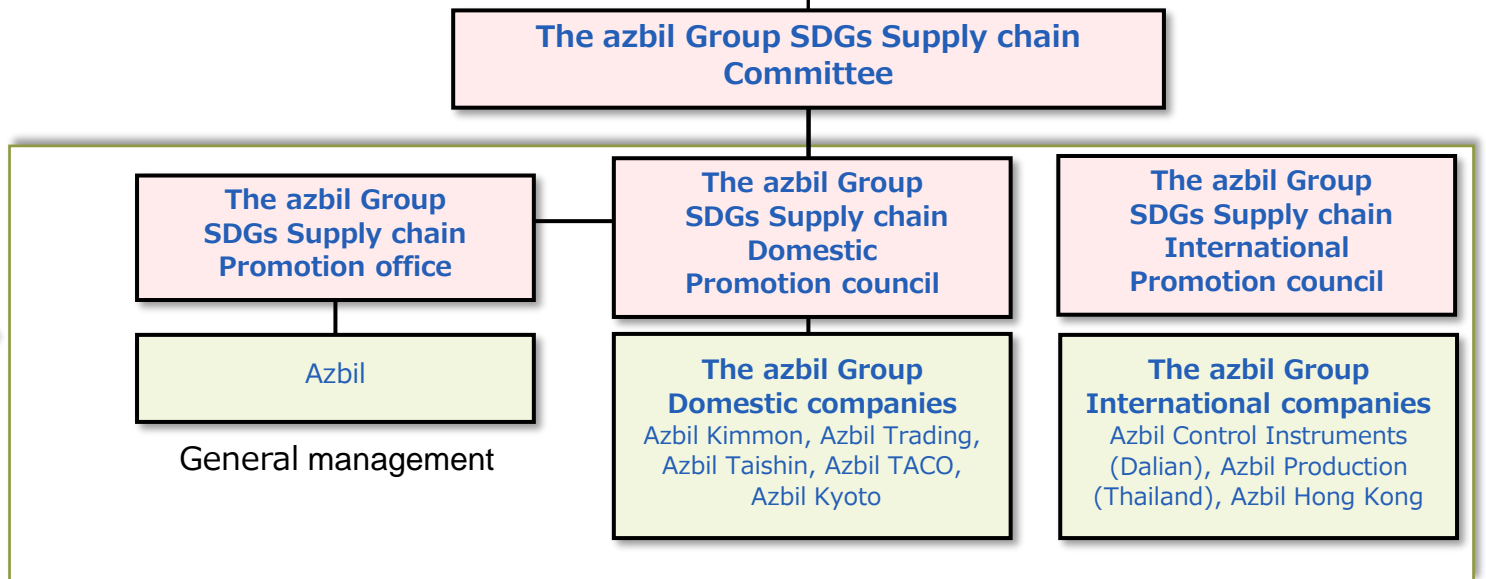 The azbil Group SDGs Supply chain
Committee
The azbil Group
SDGs Supply chain
Promotion office
Azbil
General management
The azbil Group
SDGs Supply chain
Domestic
Promotion council
The azbil Group
Domestic companies
Azbil Kimmon, Azbil Trading,
Azbil Taishin, Azbil TACO,
Azbil Kyoto
The azbil Group
SDGs Supply chain
International
Promotion council
The azbil Group
International companies
Azbil Control Instruments
(Dalian), Azbil Production
(Thailand), Azbil Hong Kong